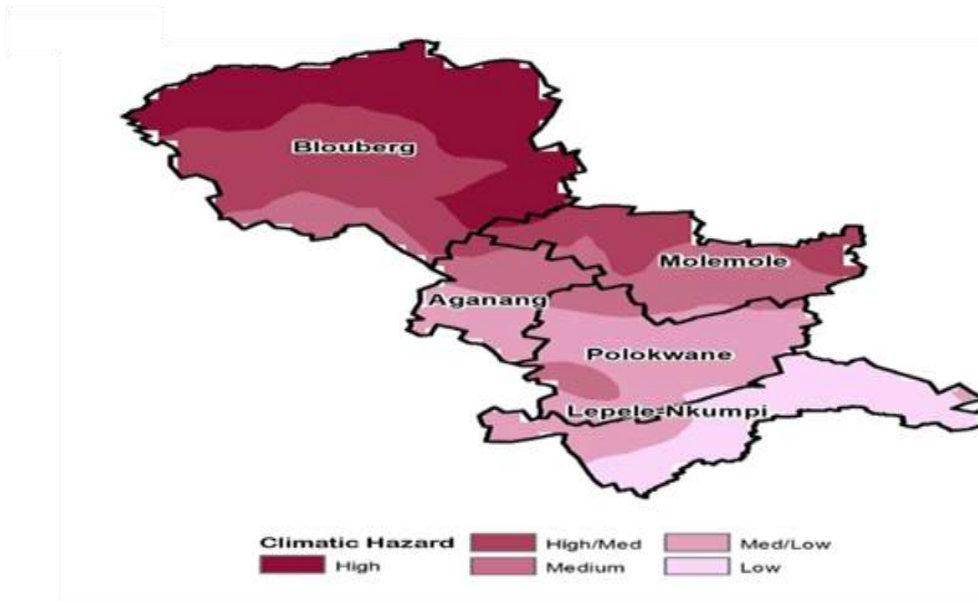 Blouberg
Molemole
Aganang
Polokwane
Lepele-Nkumpi
Climatic Hazard
High
High/Med
Medium
Med/Low
Low